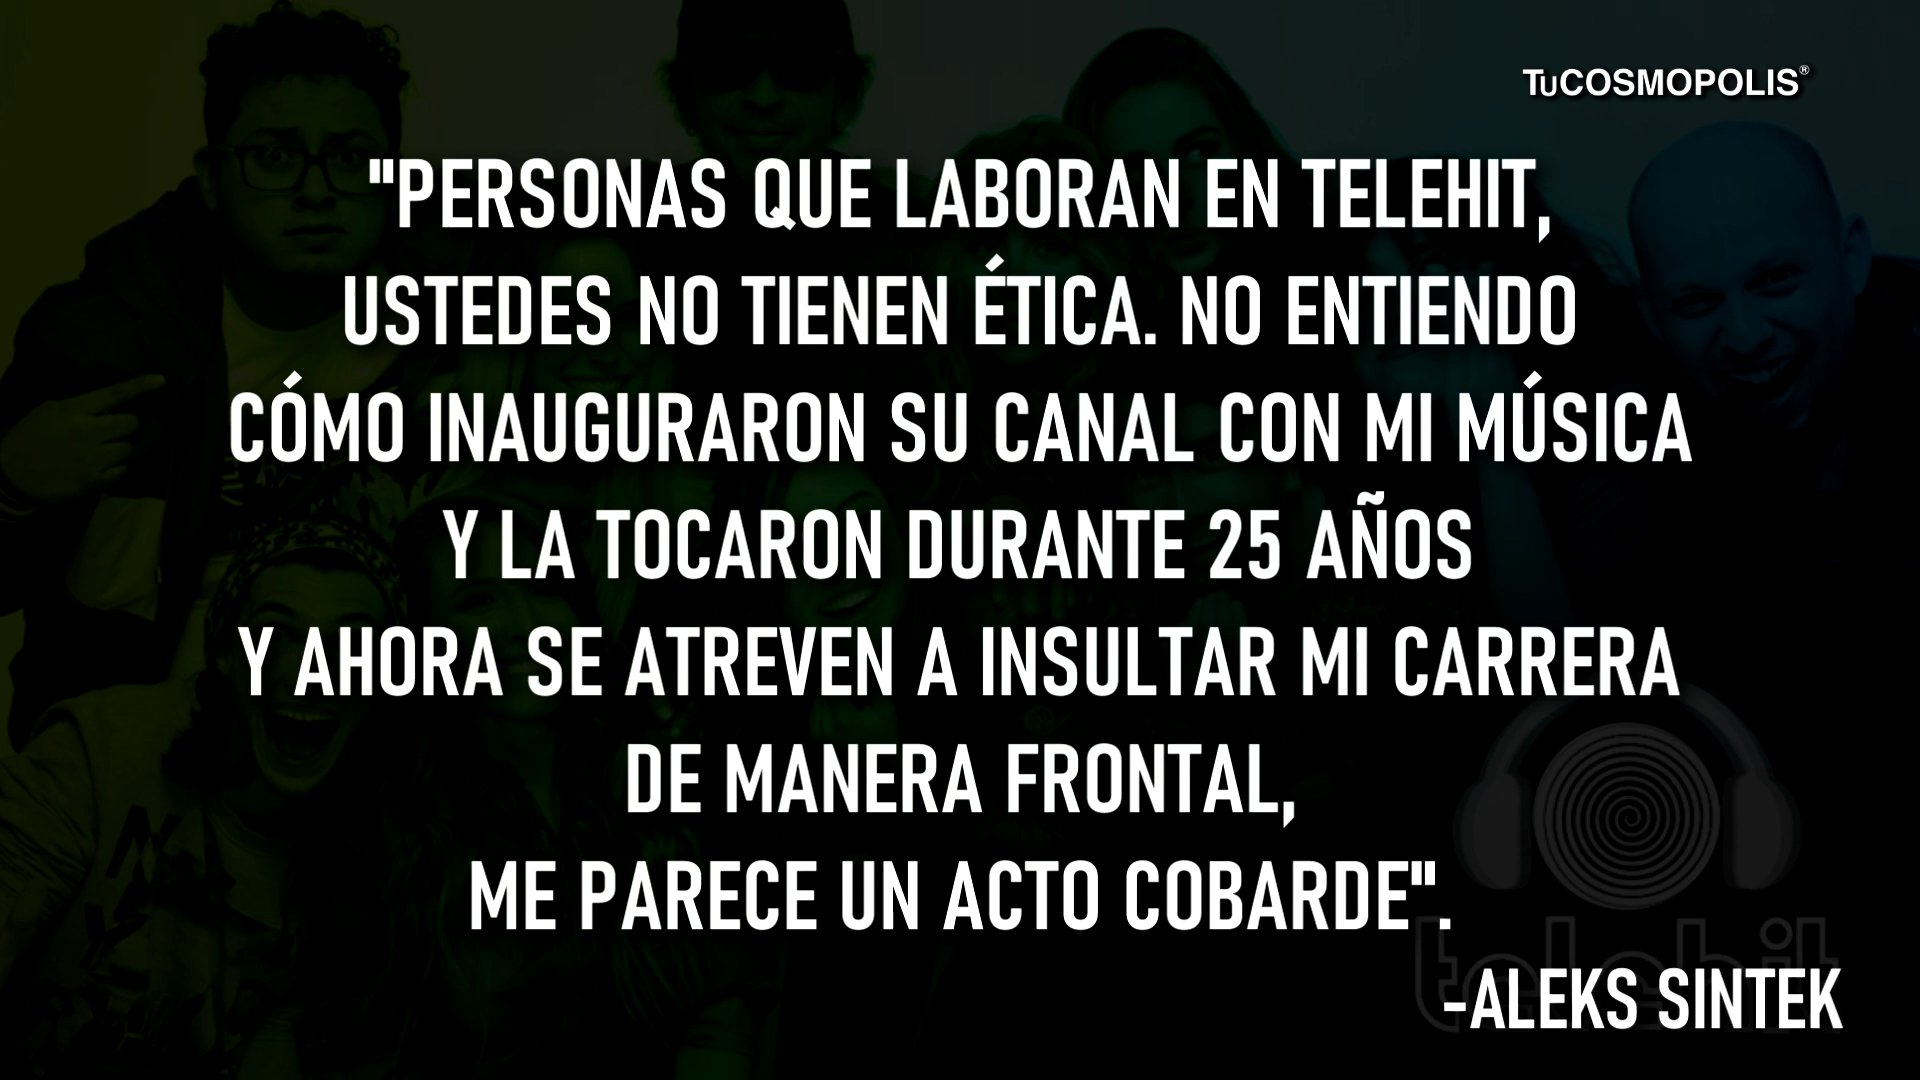 TUCOSMOPOLIS®
"PERSONAS QUE LABORAN EN TELEHIT,
USTEDES NO TIENEN ÉTICA. NO ENTIENDO
CÓMO INAUGURARON SU CANAL CON MI MÚSICA
Y LA TOCARON DURANTE 25 AÑOS
Y AHORA SE ATREVEN A INSULTAR MI CARRERA
DE MANERA FRONTAL,
ME PARECE UN ACTO COBARDE".
telehit
-ALEKS SINTEK